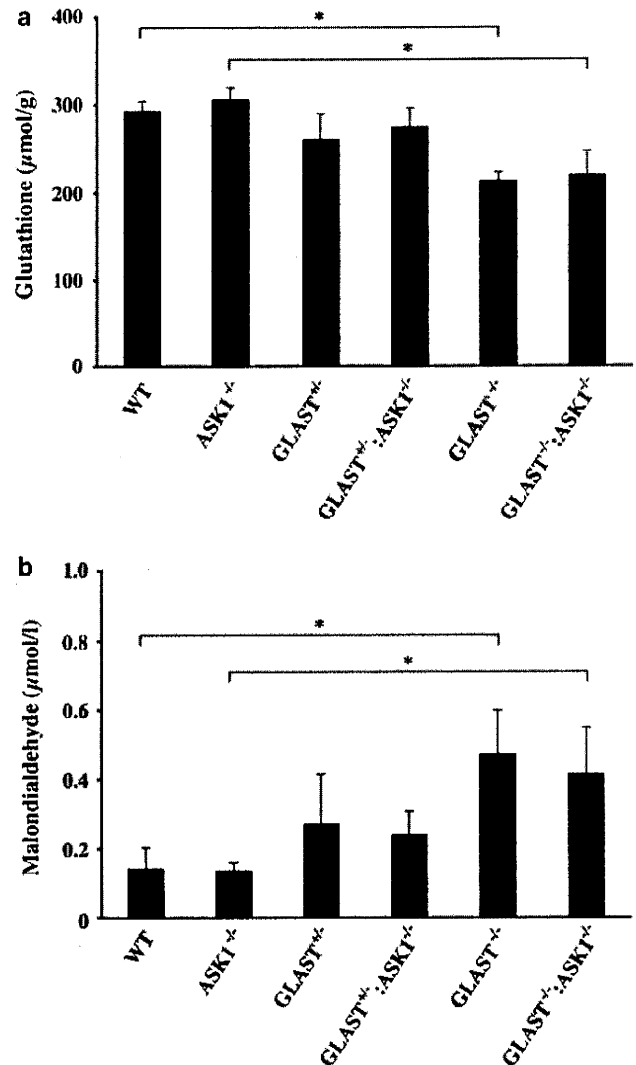 a
400
300
200
100
0
Glutathione (µmol/g)
*
*
WT
ASK1-/-
GLAST+/-
GLAST+/-:ASK1-/-
GLAST-/-
GLAST-/-:ASK1-/-
b
1.0
0.8
0.6
0.4
0.2
0
Malondialdehyde (µmol/l)
*
*
WT
ASK1-/-
GLAST+/-
GLAST+/-:ASK1-/-
GLAST-/-
GLAST-/-:ASK1-/-